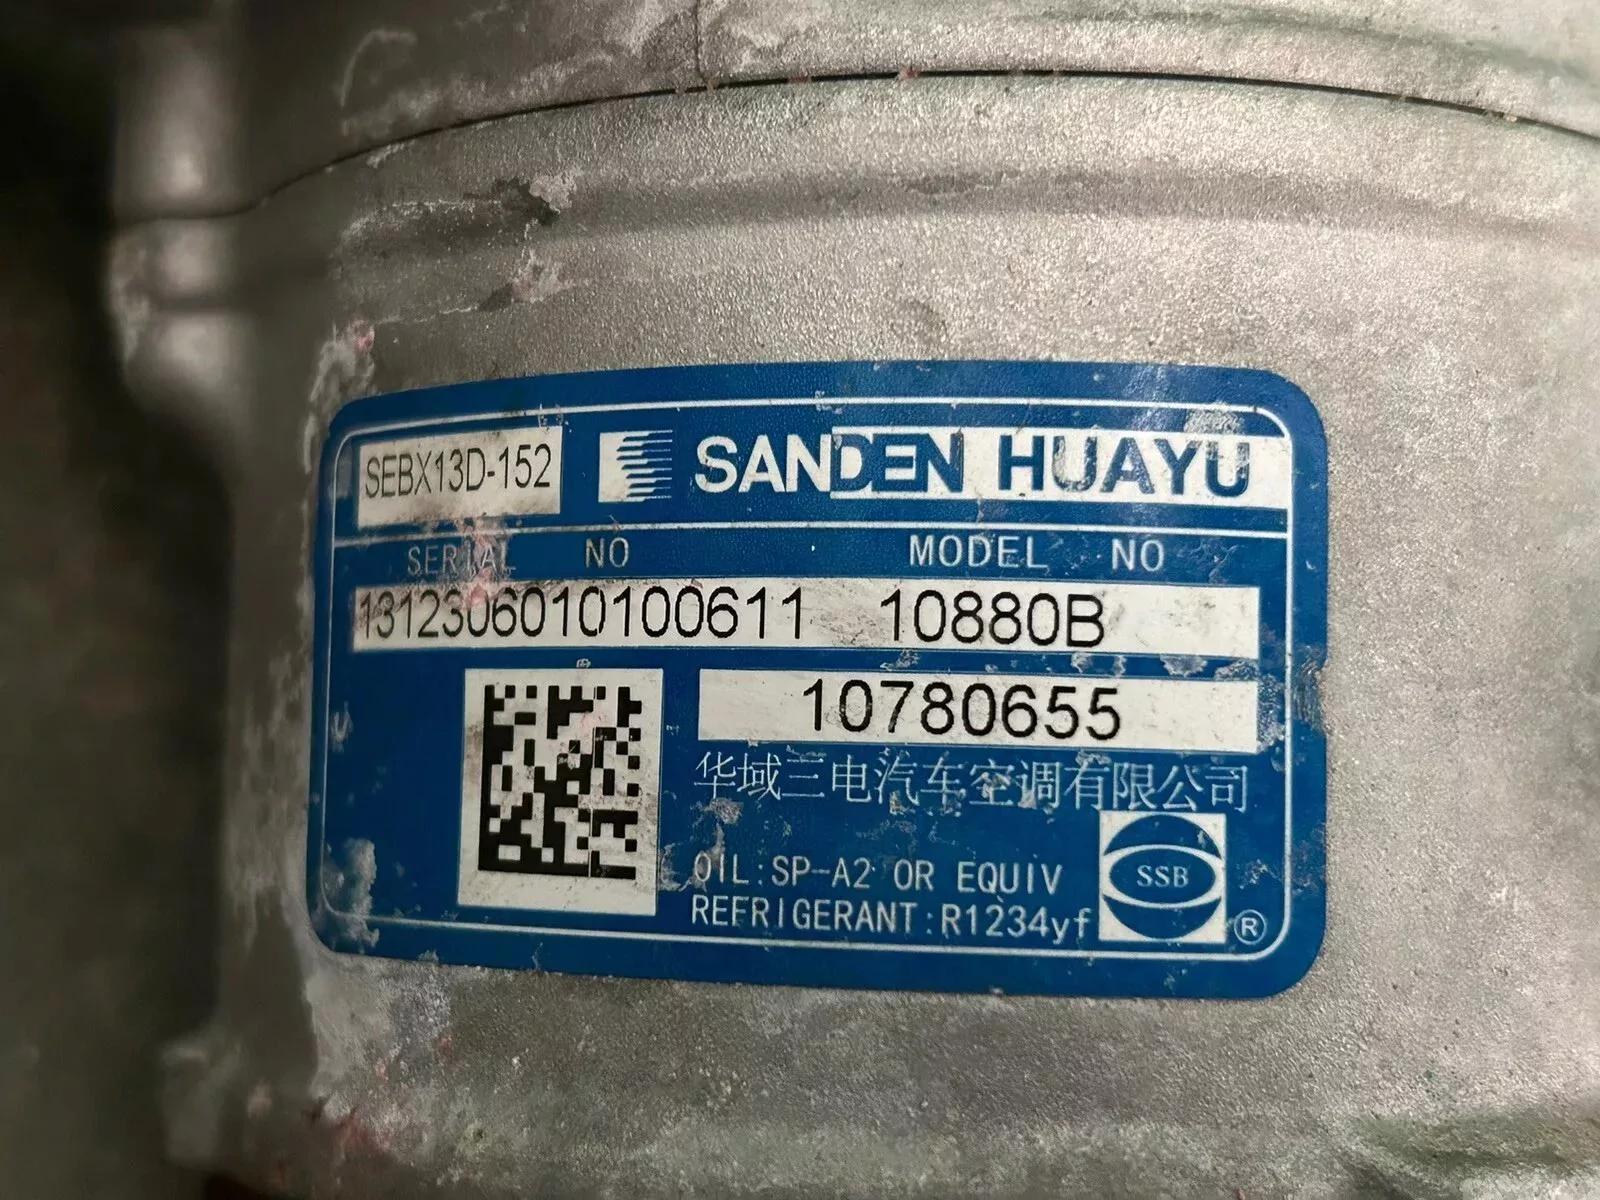 SEBX13D-152 SANDEN HUAYU
SERIAL NO MODEL NO
1312306010100611 10880B
10780655
华域三电汽车空调有限公司
OIL:SP-A2 OR EQUIV
REFRIGERANT:R1234yf
SSB
®